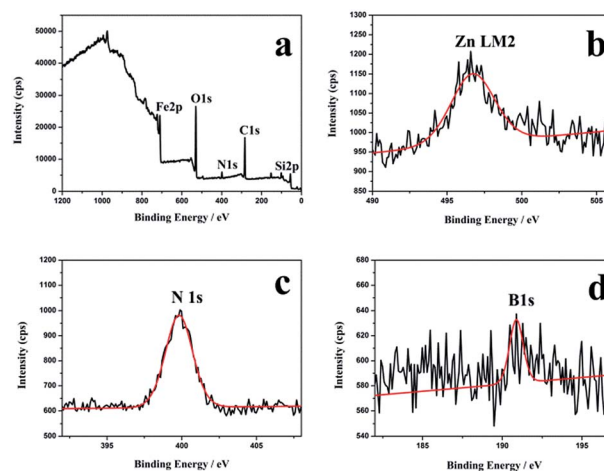 a
50000
40000
30000
20000
10000
0
Intensity (cps)
Fe2p
O1s
N1s
C1s
Si2p
1200 1000 800 600 400 200 0
Binding Energy / eV
b
Zn LM2
1300
1250
1200
1150
1100
1050
1000
950
900
850
Intensity (cps)
490 495 500 505
Binding Energy / eV
c
N 1s
1200
1100
1000
900
800
700
600
500
Intensity (cps)
395 400 405
Binding Energy / eV
d
B1s
680
660
640
620
600
580
560
540
Intensity (cps)
185 190 195
Binding Energy / eV